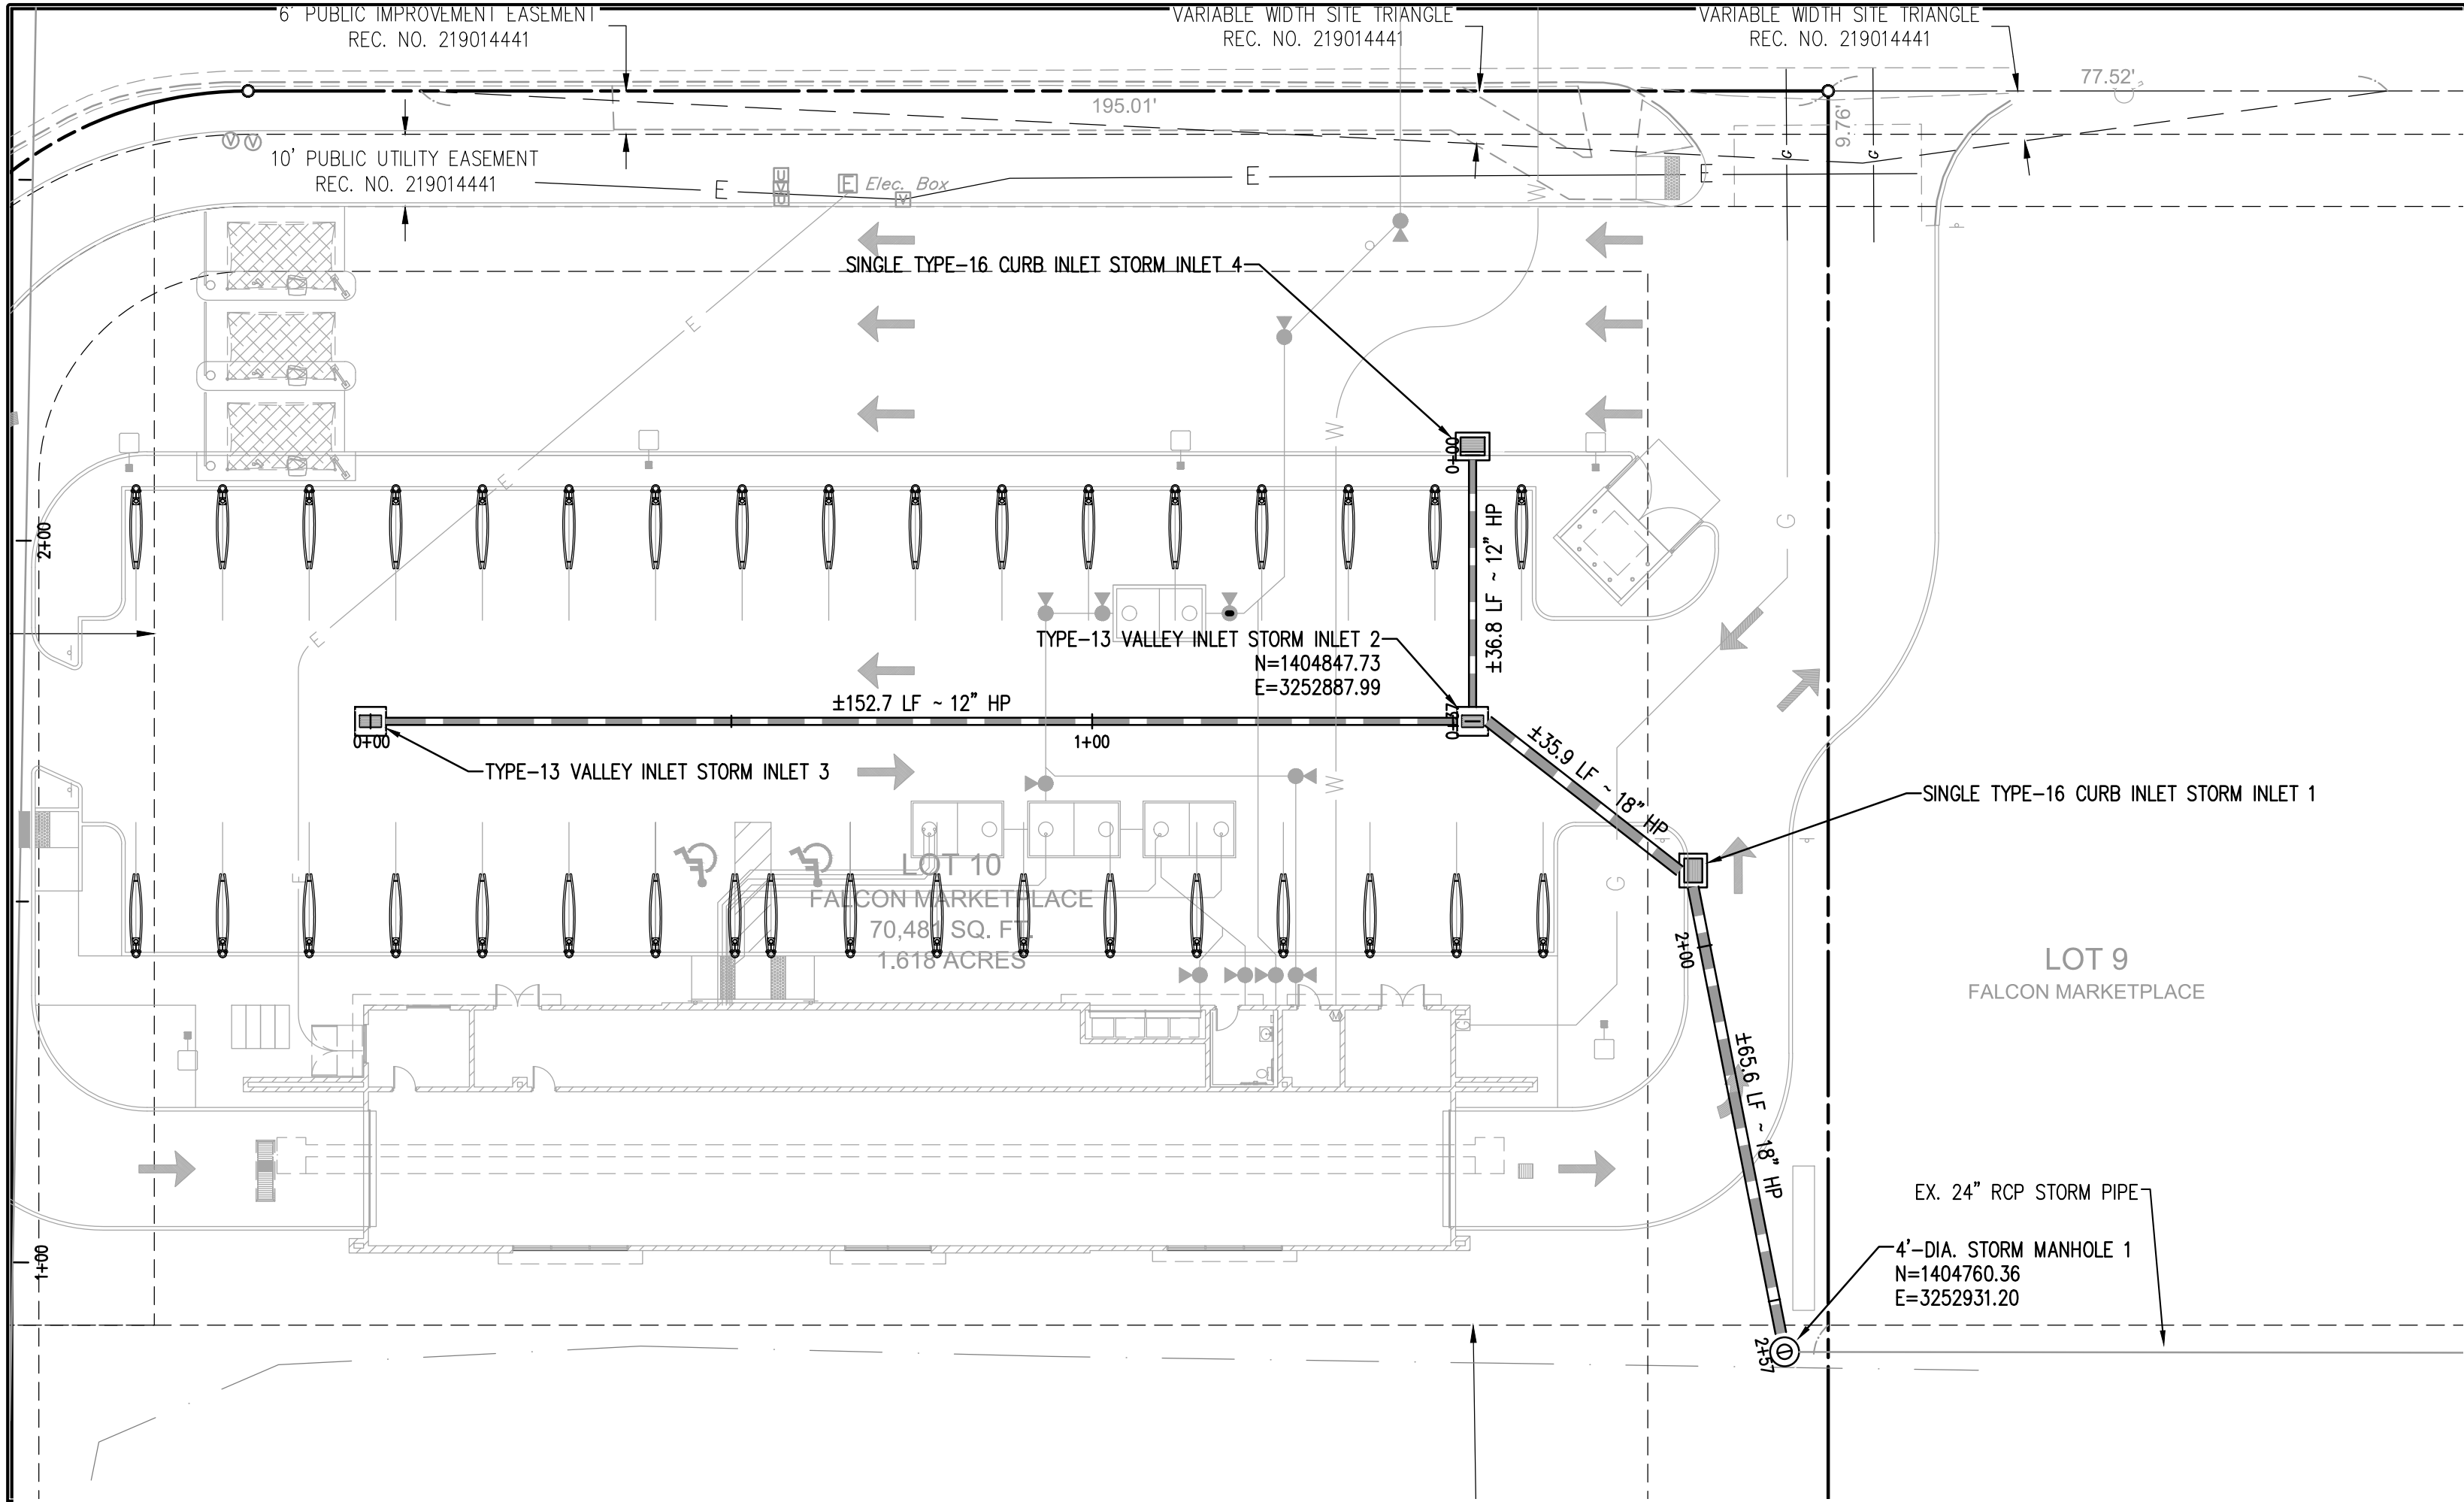 6' PUBLIC IMPROVEMENT EASEMENT
REC. NO. 219014441
VARIABLE WIDTH SITE TRIANGLE
REC. NO. 219014441
VARIABLE WIDTH SITE TRIANGLE
REC. NO. 219014441
77.52'
195.01'
9.76'
10' PUBLIC UTILITY EASEMENT
REC. NO. 219014441
V V
U
V
U
E Elec. Box
V
E
E
E
G
G
W
SINGLE TYPE-16 CURB INLET STORM INLET 4
E
W
0+00
E
2+00
±36.8 LF ~ 12" HP
G
E
TYPE-13 VALLEY INLET STORM INLET 2
N=1404847.73
E=3252887.99
±152.7 LF ~ 12" HP
0+37
0+00
1+00
±35.9 LF ~ 18" HP
TYPE-13 VALLEY INLET STORM INLET 3
W
SINGLE TYPE-16 CURB INLET STORM INLET 1
LOT 10
FALCON MARKETPLACE
70,481 SQ. FT.
1.618 ACRES
E
G
2+00
LOT 9
FALCON MARKETPLACE
M
G
±65.6 LF ~ 18" HP
EX. 24" RCP STORM PIPE
4'-DIA. STORM MANHOLE 1
N=1404760.36
E=3252931.20
1+00
2+57